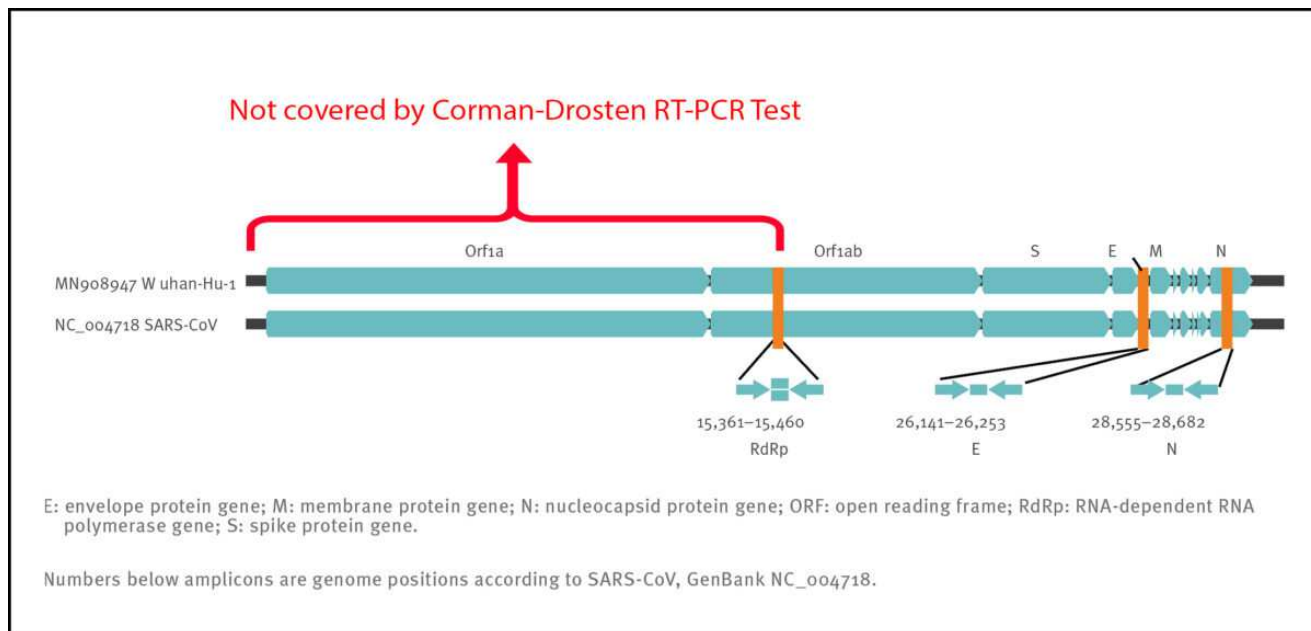 Not covered by Corman-Drosten RT-PCR Test
Orf1a Orf1ab S E M N
MN908947 W uhan-Hu-1
NC_004718 SARS-CoV
15,361–15,460 26,141–26,253 28,555–28,682
RdRp E N
E: envelope protein gene; M: membrane protein gene; N: nucleocapsid protein gene; ORF: open reading frame; RdRp: RNA-dependent RNA
polymerase gene; S: spike protein gene.
Numbers below amplicons are genome positions according to SARS-CoV, GenBank NC_004718.